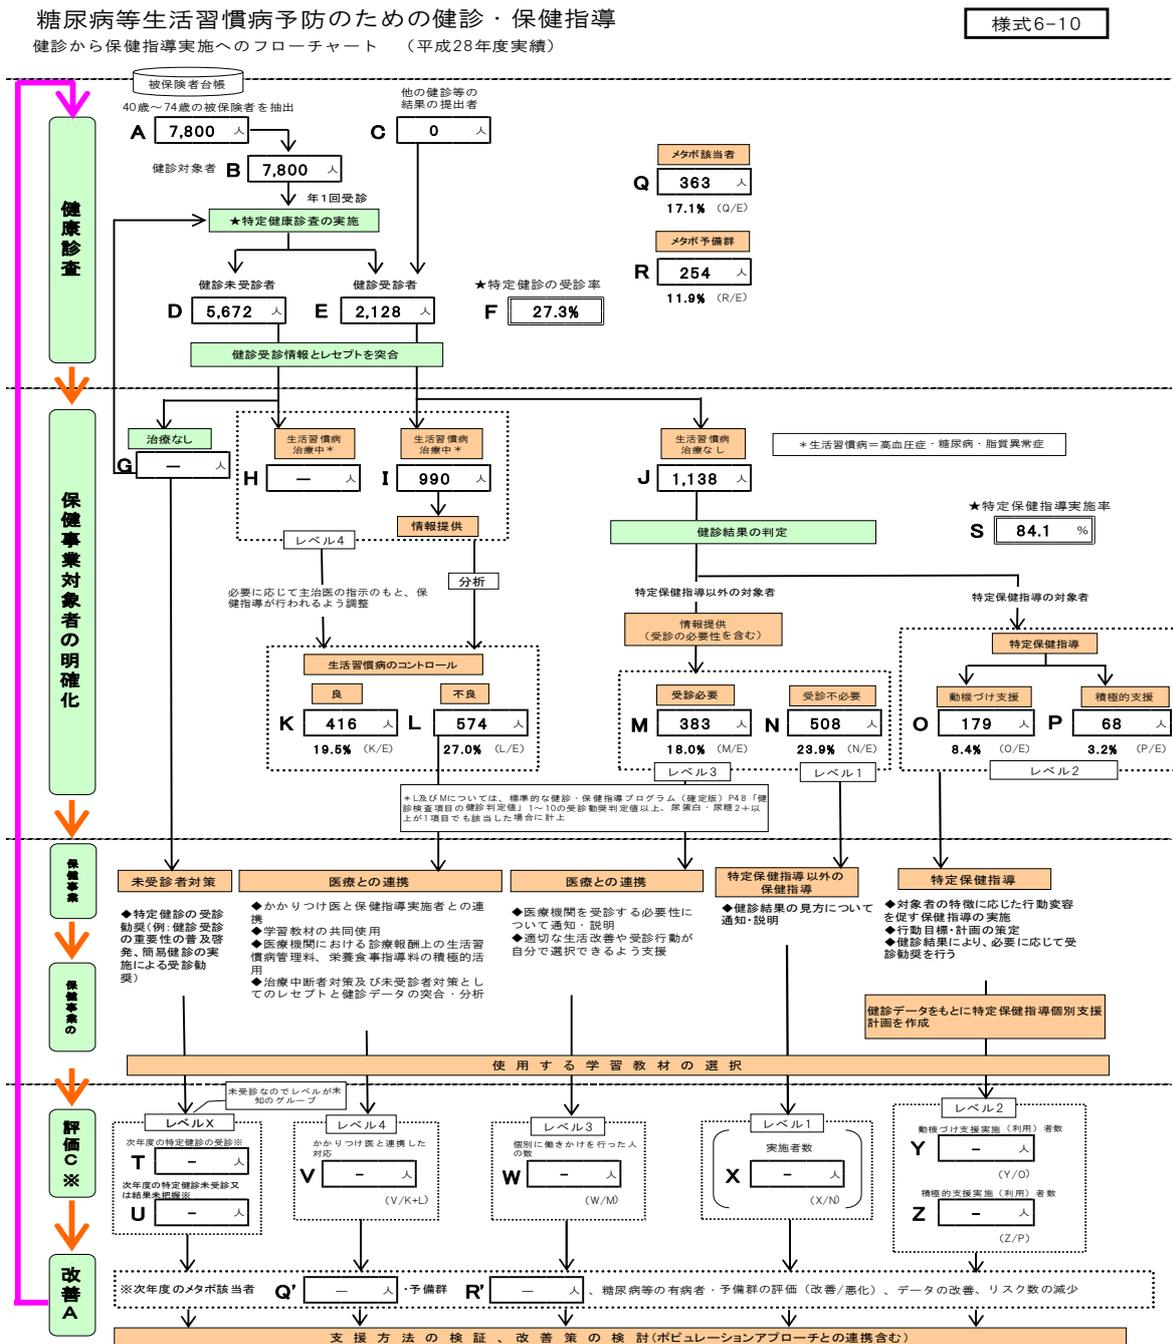 糖尿病等生活習慣病予防のための健診・保健指導
様式6-10
健診から保健指導実施へのフローチャート （平成28年度実績）
被保険者台帳
40歳～74歳の被保険者を抽出
A 7,800 人
他の健診等の
結果の提出者
C 0 人
健診対象者 B 7,800 人
年1回受診
★特定健康診査の実施
メタボ該当者
Q 363 人
17.1% (Q/E)
メタボ予備群
R 254 人
11.9% (R/E)
健康診査
健診未受診者
D 5,672 人
健診受診者
E 2,128 人
★特定健診の受診率
F 27.3%
健診受診情報とレセプトを突合
保健事業対象者の明確化
治療なし
G ― 人
生活習慣病
治療中＊
H ― 人
生活習慣病
治療中＊
I 990 人
情報提供
レベル4
生活習慣病
治療なし
J 1,138 人
＊生活習慣病＝高血圧症・糖尿病・脂質異常症
★特定保健指導実施率
S 84.1 %
健診結果の判定
分析
必要に応じて主治医の指示のもと、保
健指導が行われるよう調整
特定保健指導以外の対象者
特定保健指導の対象者
情報提供
（受診の必要性を含む）
特定保健指導
生活習慣病のコントロール
良
K 416 人
19.5% (K/E)
不良
L 574 人
27.0% (L/E)
受診必要
M 383 人
18.0% (M/E)
受診不必要
N 508 人
23.9% (N/E)
動機づけ支援
O 179 人
8.4% (O/E)
積極的支援
P 68 人
3.2% (P/E)
レベル3
レベル1
レベル2
＊L及びMについては、標準的な健診・保健指導プログラム（確定版）P48「健
診検査項目の健診判定値」1～10の受診勧奨判定値以上、尿蛋白・尿糖2＋以
上が1項目でも該当した場合に計上
保健事業
未受診者対策
◆特定健診の受診
勧奨(例：健診受診
の重要性の普及啓
発、簡易健診の実
施による受診勧
奨)
医療との連携
◆かかりつけ医と保健指導実施者との連
携
◆学習教材の共同使用
◆医療機関における診療報酬上の生活習
慣病管理料、栄養食事指導料の積極的活
用
◆治療中断者対策及び未受診者対策とし
てのレセプトと健診データの突合・分析
医療との連携
◆医療機関を受診する必要性に
ついて通知・説明
◆適切な生活改善や受診行動が
自分で選択できるよう支援
特定保健指導以外の
保健指導
◆健診結果の見方について
通知・説明
特定保健指導
◆対象者の特徴に応じた行動変容
を促す保健指導の実施
◆行動目標・計画の策定
◆健診結果により、必要に応じて受
診勧奨を行う
保健事業の
健診データをもとに特定保健指導個別支援
計画を作成
使用する学習教材の選択
未受診なのでレベルが未
知のグループ
評価C※
レベルX
次年度の特定健診の受診※
T - 人
次年度の特定健診未受診又
は結果未把握※
U - 人
レベル4
かかりつけ医と連携した
対応
V - 人
(V/K+L)
レベル3
個別に働きかけを行った人
の数
W - 人
(W/M)
レベル1
実施者数
X - 人
(X/N)
レベル2
動機づけ支援実施（利用）者数
Y - 人
(Y/O)
積極的支援実施（利用）者数
Z - 人
(Z/P)
改善A
※次年度のメタボ該当者 Q' ― 人 ・予備群 R' ― 人 、糖尿病等の有病者・予備群の評価（改善/悪化）、データの改善、リスク数の減少
支援方法の検証、改善策の検討(ポピュレーションアプローチとの連携含む)